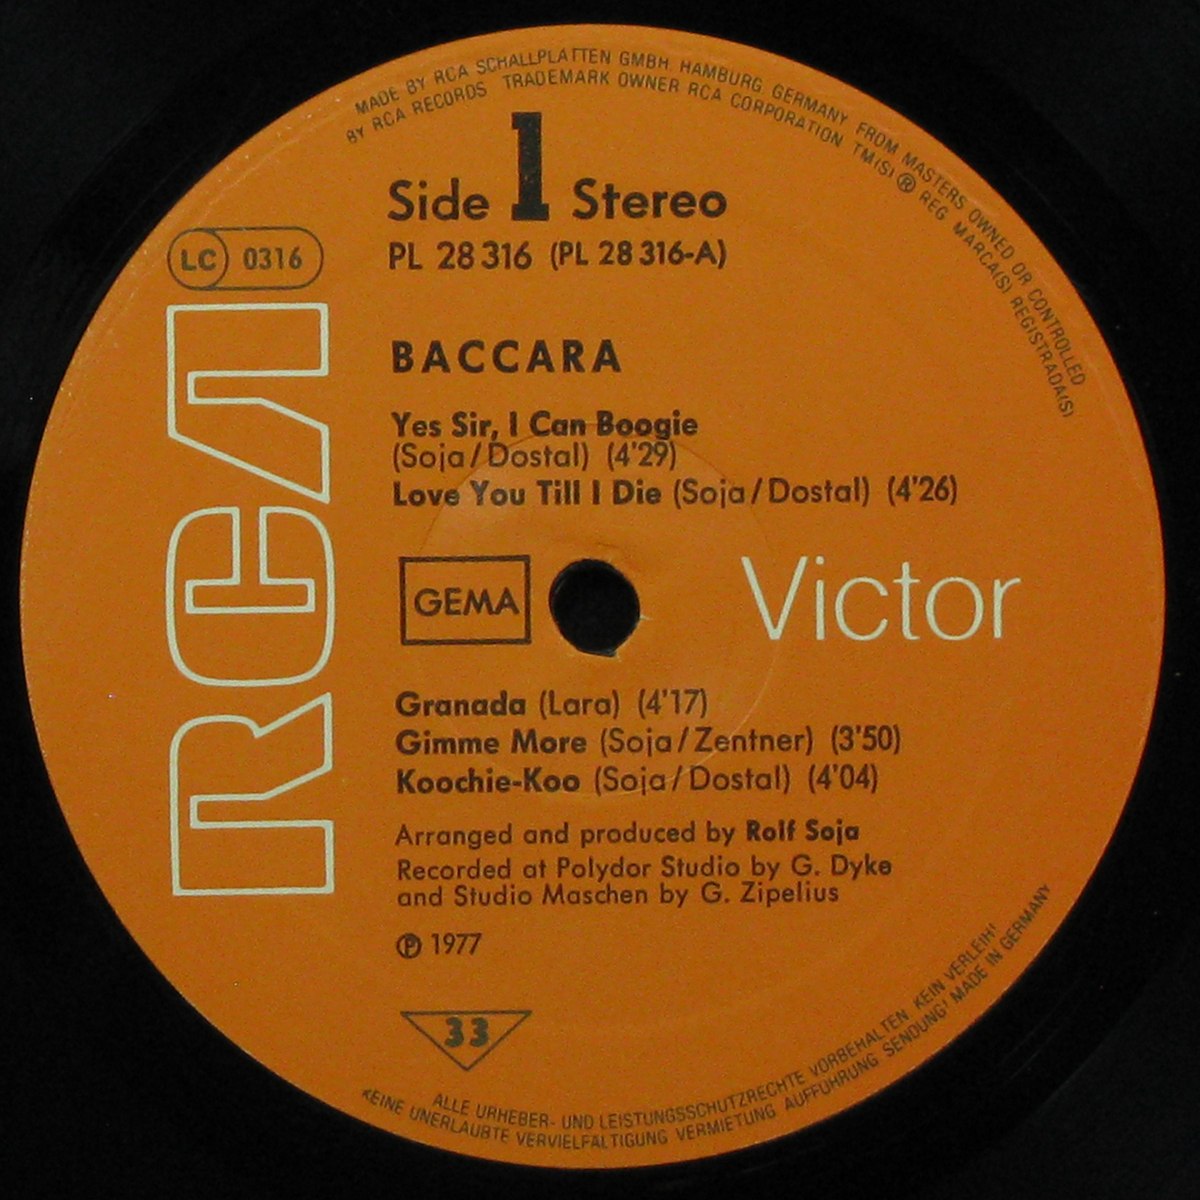 MADE BY RCA SCHALLPLATTEN GMBH. HAMBURG. GERMANY FROM MASTERS OWNED OR CONTROLLED
BY RCA RECORDS TRADEMARK OWNER RCA CORPORATION TM(S) ® REG MARCA(S) REGISTRADA(S)
Side 1 Stereo
PL 28 316 (PL 28 316-A)
LC 0316
RCA
BACCARA
Yes Sir, I Can Boogie
(Soja/Dostal) (4'29)
Love You Till I Die (Soja/Dostal) (4'26)
GEMA
Victor
Granada (Lara) (4'17)
Gimme More (Soja/Zentner) (3'50)
Koochie-Koo (Soja/Dostal) (4'04)
Arranged and produced by Rolf Soja
Recorded at Polydor Studio by G. Dyke
and Studio Maschen by G. Zipelius
℗ 1977
33
ALLE URHEBER- UND LEISTUNGSSCHUTZRECHTE VORBEHALTEN KEIN VERLEIH!
KEINE UNERLAUBTE VERVIELFÄLTIGUNG VERMIETUNG AUFFÜHRUNG SENDUNG! MADE IN GERMANY